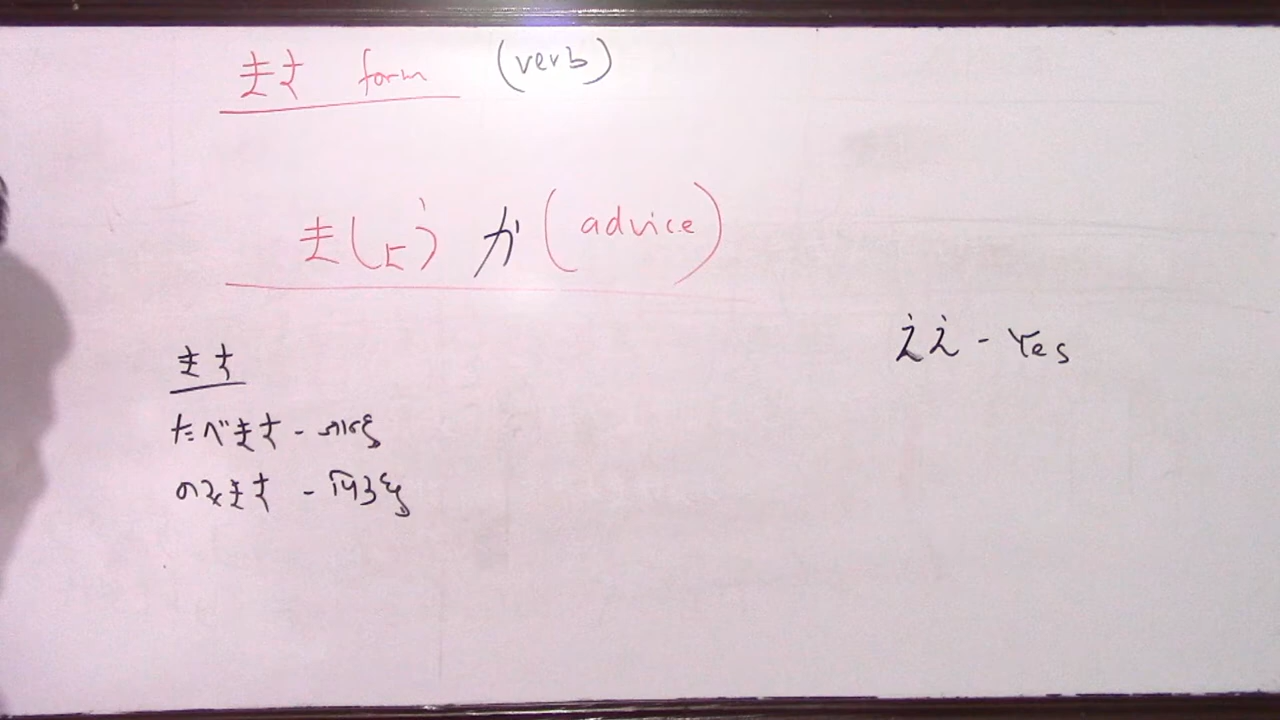 ます form (verb)
ましょう か (advice)
ええ - Yes
ます
たべます - खान्छु
のみます - पिउँछु